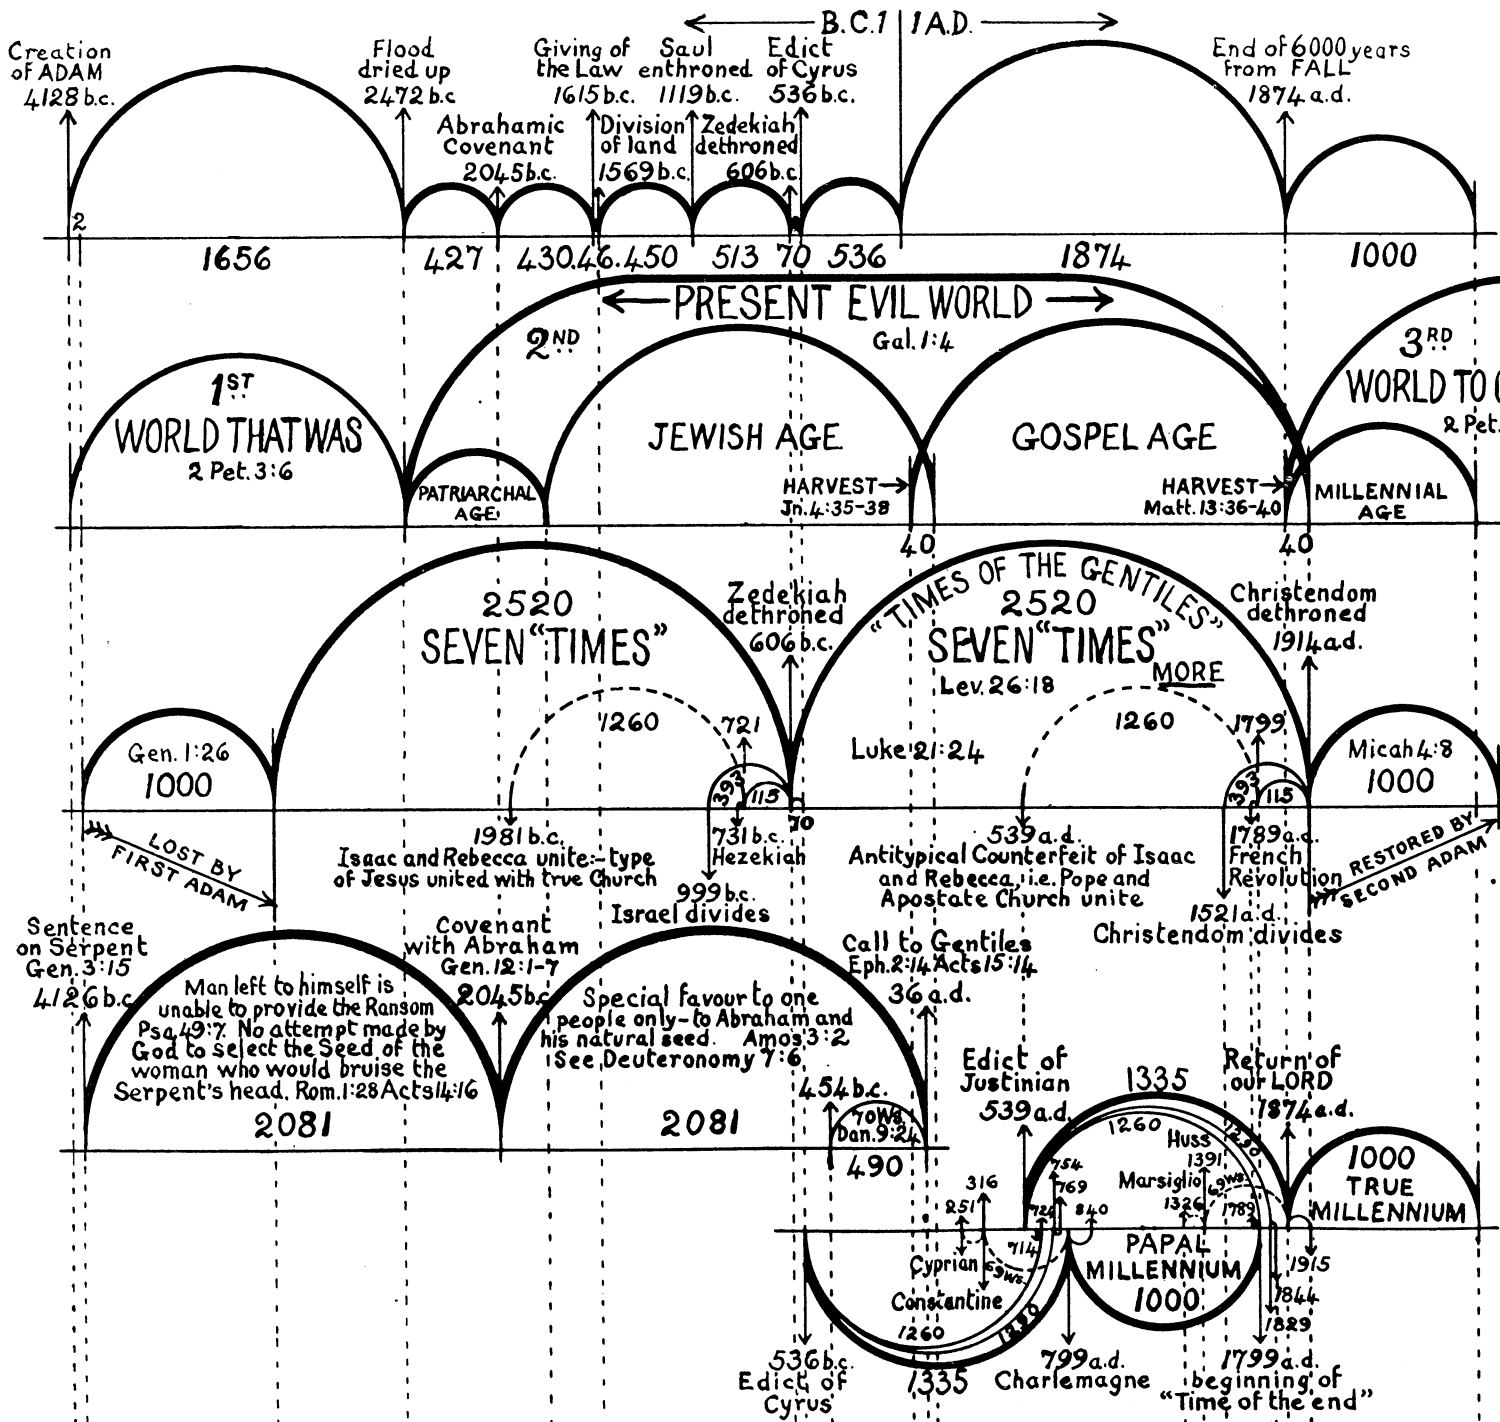 B.C.1 1 A.D.
Creation
of ADAM
4128 b.c.
Flood
dried up
2472 b.c
Giving of
the Law
1615 b.c.
Saul
enthroned
1119 b.c.
Edict
of Cyrus
536 b.c.
End of 6000 years
from FALL
1874 a.d.
Abrahamic
Covenant
2045 b.c.
Division
of land
1569 b.c.
Zedekiah
dethroned
606 b.c.
2
1656
427
430.46.450
513
70
536
1874
1000
PRESENT EVIL WORLD
Gal. 1:4
1ST
WORLD THAT WAS
2 Pet. 3:6
2ND
3RD
WORLD TO
2 Pet.
PATRIARCHAL
AGE
JEWISH AGE
GOSPEL AGE
HARVEST
Jn. 4:35-38
HARVEST
Matt. 13:36-40
MILLENNIAL
AGE
40
40
2520
SEVEN "TIMES"
Zedekiah
dethroned
606 b.c.
"TIMES OF THE GENTILES"
2520
SEVEN "TIMES"
MORE
Lev. 26:18
Christendom
dethroned
1914 a.d.
Gen. 1:26
1000
1260
721
393
115
70
Luke 21:24
1260
1799
393
115
Micah 4:8
1000
LOST BY
FIRST ADAM
1981 b.c.
Isaac and Rebecca unite:- type
of Jesus united with true Church
731 b.c.
Hezekiah
999 b.c.
Israel divides
539 a.d.
Antitypical Counterfeit of Isaac
and Rebecca, i.e. Pope and
Apostate Church unite
1789 a.d.
French
Revolution
1521 a.d.
Christendom divides
RESTORED BY
SECOND ADAM
Sentence
on Serpent
Gen. 3:15
4126 b.c.
Covenant
with Abraham
Gen. 12:1-7
2045 b.c.
Call to Gentiles
Eph. 2:14 Acts 15:14
36 a.d.
Man left to himself is
unable to provide the Ransom
Psa. 49:7. No attempt made by
God to select the Seed of the
woman who would bruise the
Serpent's head. Rom. 1:28 Acts 14:16
2081
Special favour to one
people only - to Abraham and
his natural seed. Amos 3:2
See Deuteronomy 7:6
2081
454 b.c.
70 Ws.
Dan. 9:24
490
Edict of
Justinian
539 a.d.
1335
1260
1290
Return of
our LORD
1874 a.d.
Huss
1391
Marsiglio
1326
69 Ws.
1789
1000
TRUE
MILLENNIUM
251
316
724
754
769
840
714
Cyprian
69 Ws.
Constantine
1260
1290
1335
PAPAL
MILLENNIUM
1000
1915
1844
1829
536 b.c.
Edict of
Cyrus
799 a.d.
Charlemagne
1799 a.d.
beginning of
"Time of the end"